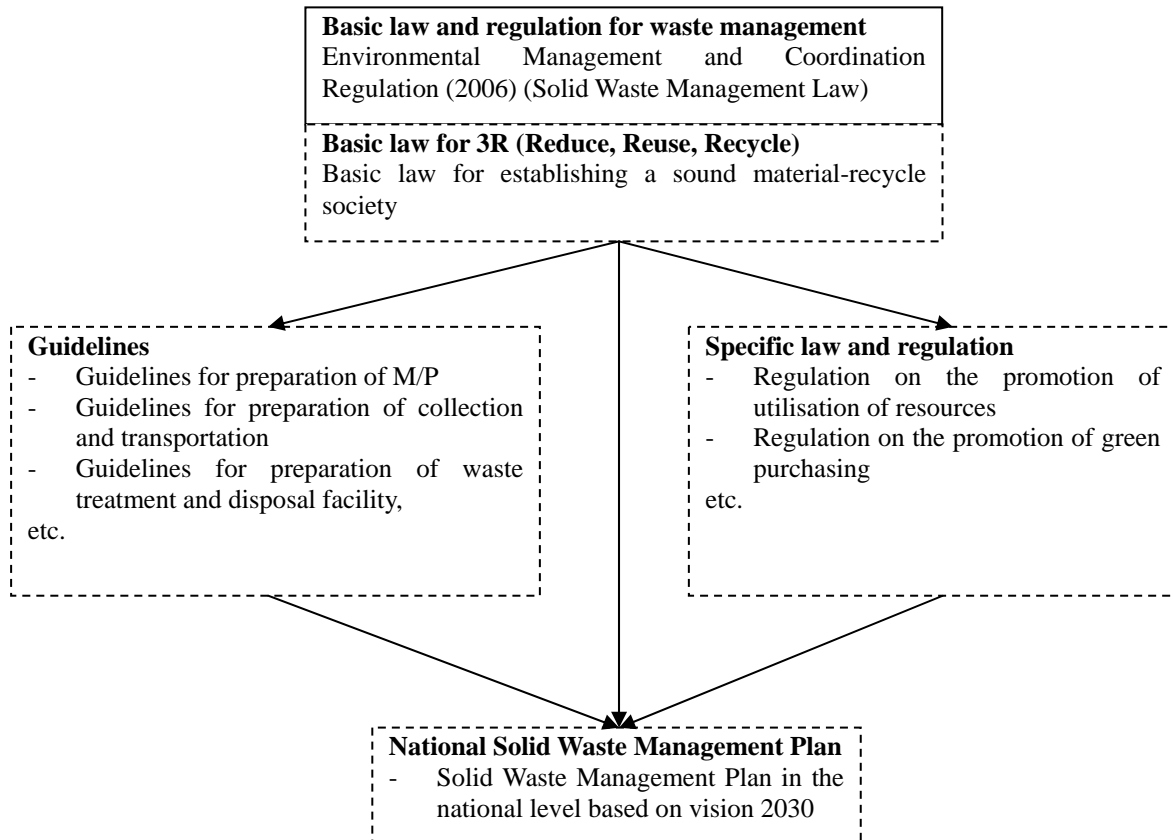 Basic law and regulation for waste management
Environmental Management and Coordination
Regulation (2006) (Solid Waste Management Law)
Basic law for 3R (Reduce, Reuse, Recycle)
Basic law for establishing a sound material-recycle
society
Guidelines
- Guidelines for preparation of M/P
- Guidelines for preparation of collection
and transportation
- Guidelines for preparation of waste
treatment and disposal facility,
etc.
Specific law and regulation
- Regulation on the promotion of
utilisation of resources
- Regulation on the promotion of green
purchasing
etc.
National Solid Waste Management Plan
- Solid Waste Management Plan in the
national level based on vision 2030